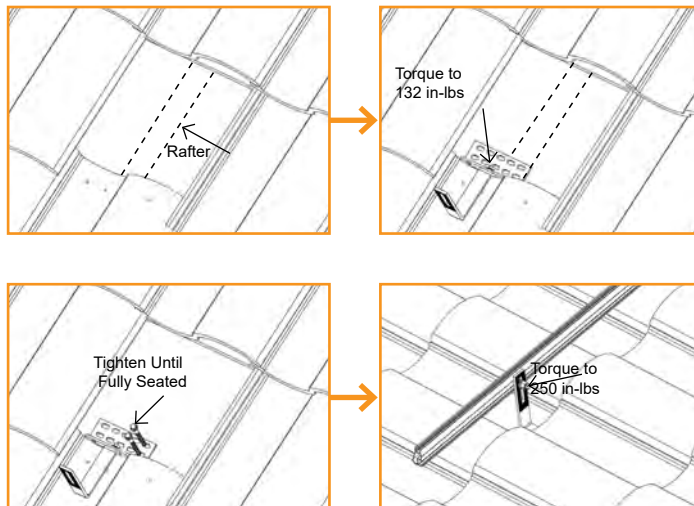 Rafter
Torque to
132 in-lbs
Tighten Until
Fully Seated
Torque to
250 in-lbs